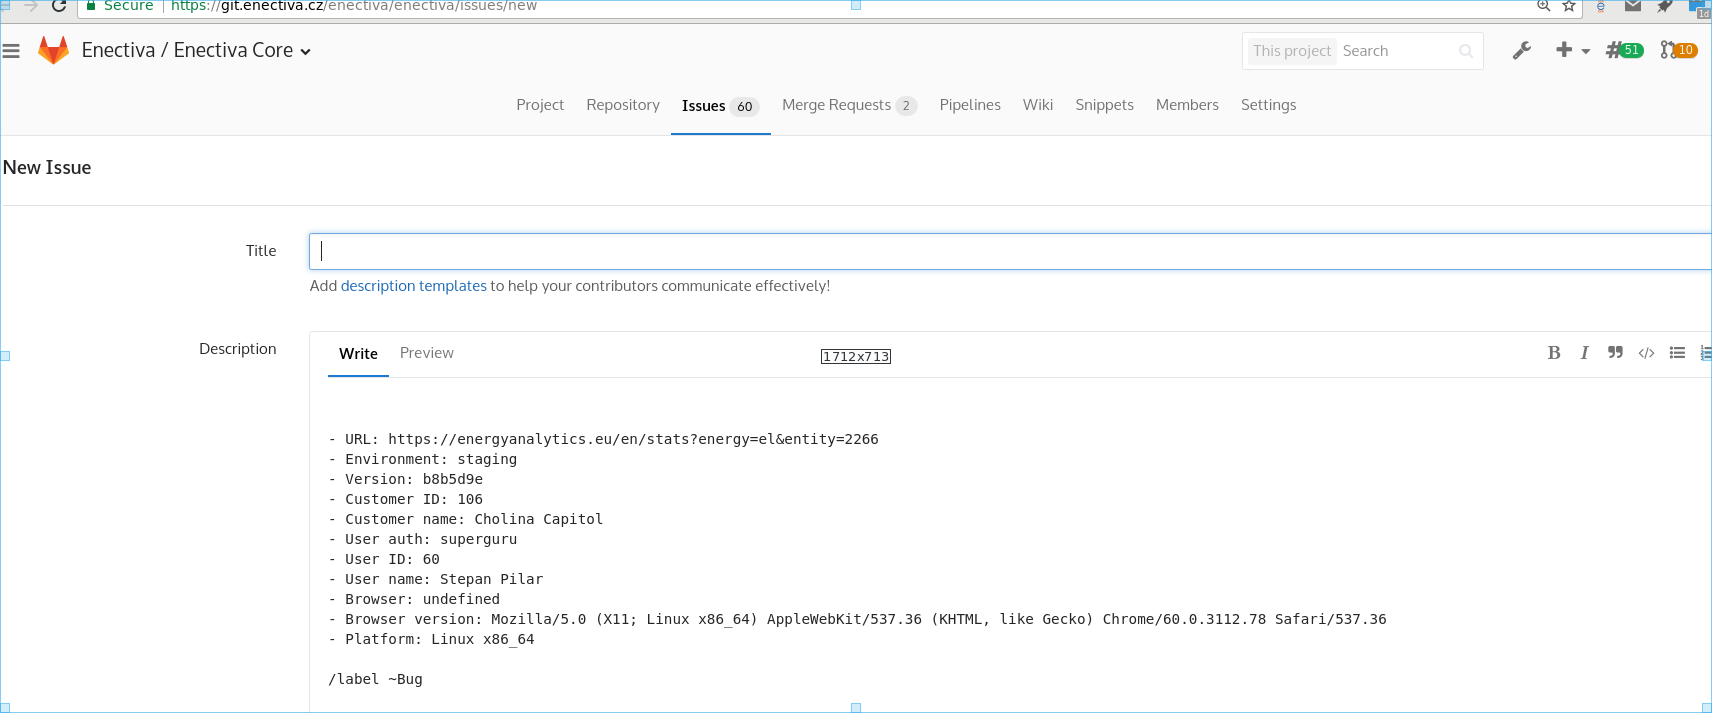 Secure https://git.enectiva.cz/enectiva/enectiva/issues/new
1d
Enectiva / Enectiva Core
This project Search
51
10
Project Repository Issues 60 Merge Requests 2 Pipelines Wiki Snippets Members Settings
New Issue
Title
Add description templates to help your contributors communicate effectively!
Description
Write Preview
1712x713
B I
- URL: https://energyanalytics.eu/en/stats?energy=el&entity=2266
- Environment: staging
- Version: b8b5d9e
- Customer ID: 106
- Customer name: Cholina Capitol
- User auth: superguru
- User ID: 60
- User name: Stepan Pilar
- Browser: undefined
- Browser version: Mozilla/5.0 (X11; Linux x86_64) AppleWebKit/537.36 (KHTML, like Gecko) Chrome/60.0.3112.78 Safari/537.36
- Platform: Linux x86_64
/label ~Bug